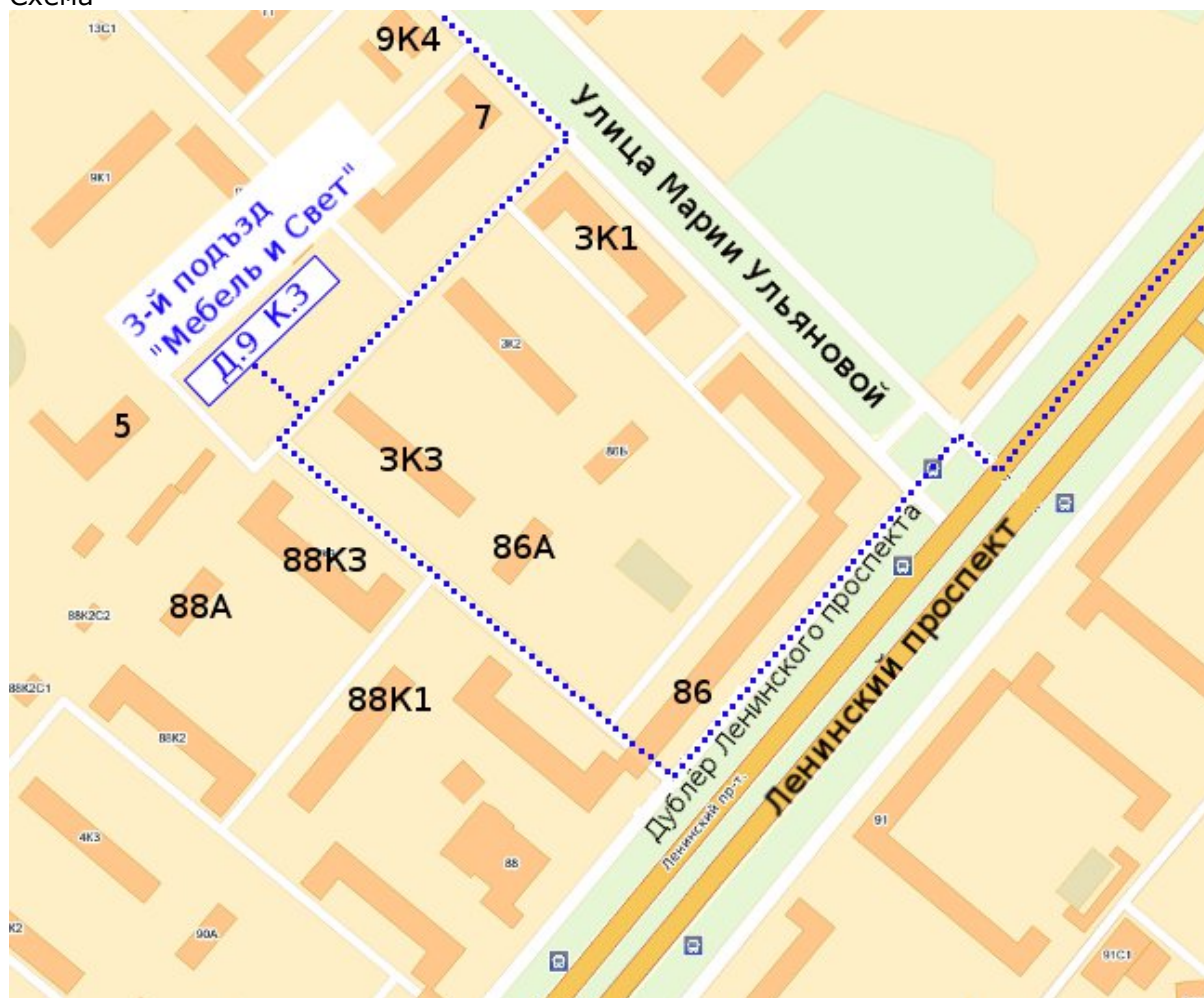 Схема
13С1
9К4
7
Улица Марии Ульяновой
9К1
3-й подъзд
"Мебель и Свет"
Д.9 К.3
3К1
3К2
5
3К3
86Б
86А
88К3
88А
88К2С2
88К2С1
88К1
86
88К2
Дублёр Ленинского проспекта
Ленинский проспект
Ленинский пр-т.
4К3
88
91
90А
К2
91С1